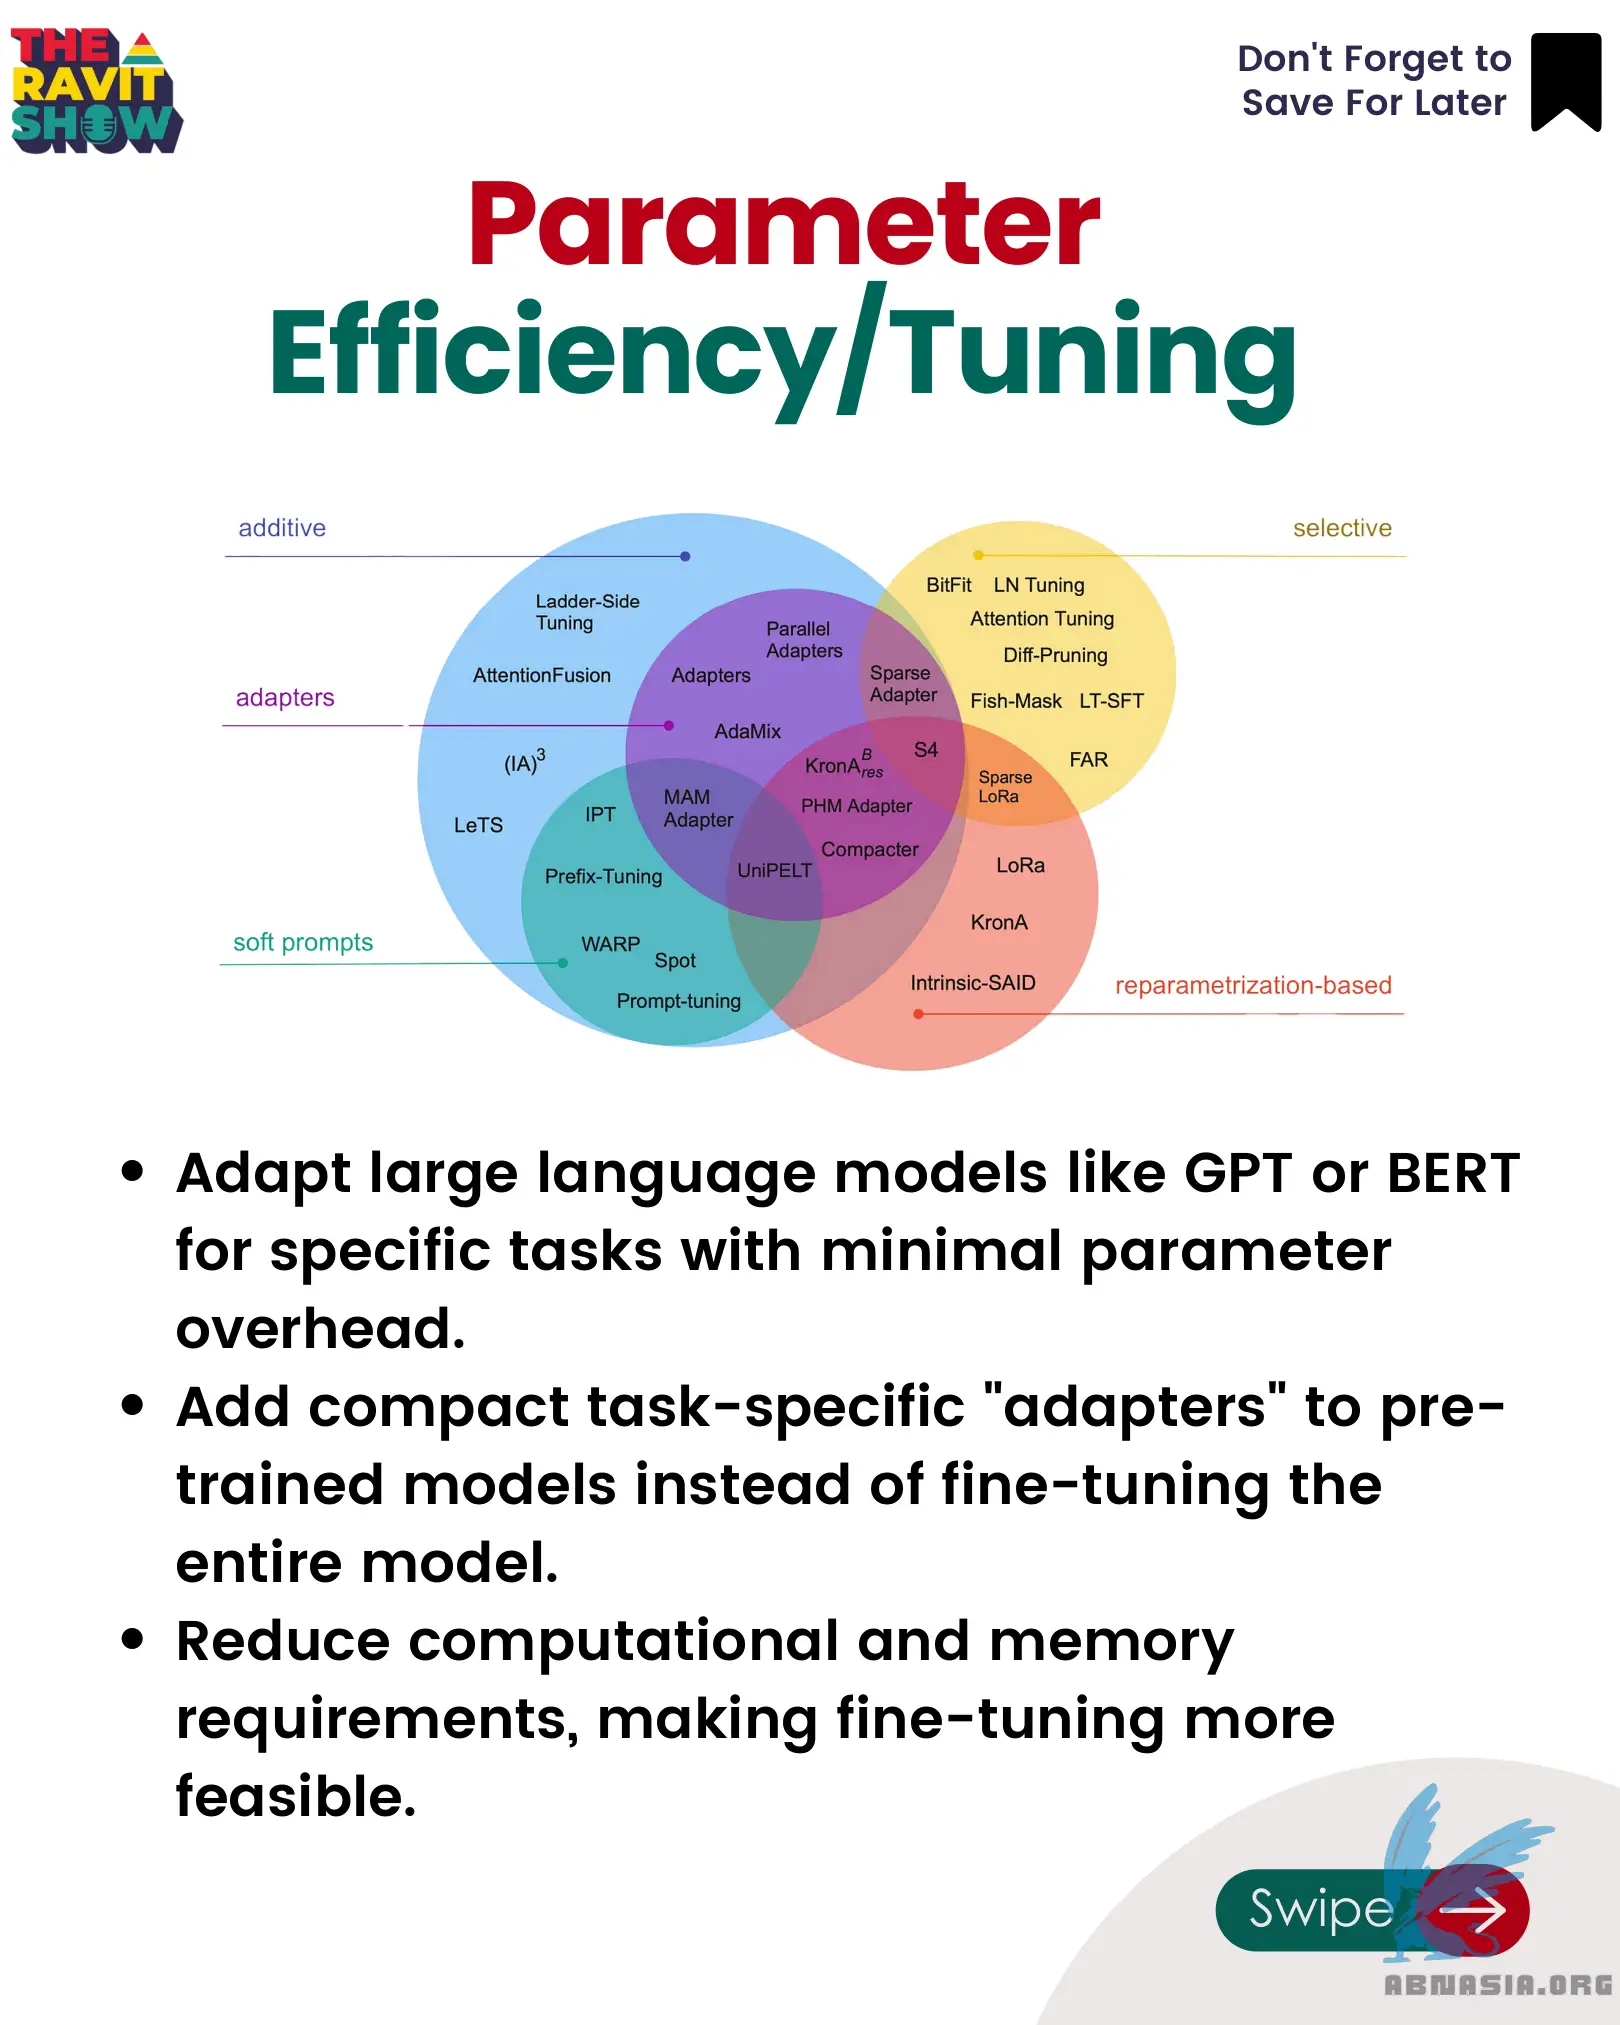 THE
RAVIT
SHOW
Don't Forget to
Save For Later
Parameter
Efficiency/Tuning
additive
selective
BitFit LN Tuning
Ladder-Side
Tuning
Attention Tuning
Parallel
Adapters
Diff-Pruning
AttentionFusion
Adapters
Sparse
Adapter
adapters
Fish-Mask LT-SFT
AdaMix
S4
(IA)3
KronA B res
FAR
Sparse
LoRa
MAM
Adapter
PHM Adapter
IPT
LeTS
Compacter
UniPELT
LoRa
Prefix-Tuning
KronA
soft prompts
WARP
Spot
Intrinsic-SAID
reparametrization-based
Prompt-tuning
• Adapt large language models like GPT or BERT
for specific tasks with minimal parameter
overhead.
• Add compact task-specific "adapters" to pre-
trained models instead of fine-tuning the
entire model.
• Reduce computational and memory
requirements, making fine-tuning more
feasible.
Swipe
ABNASIA.ORG